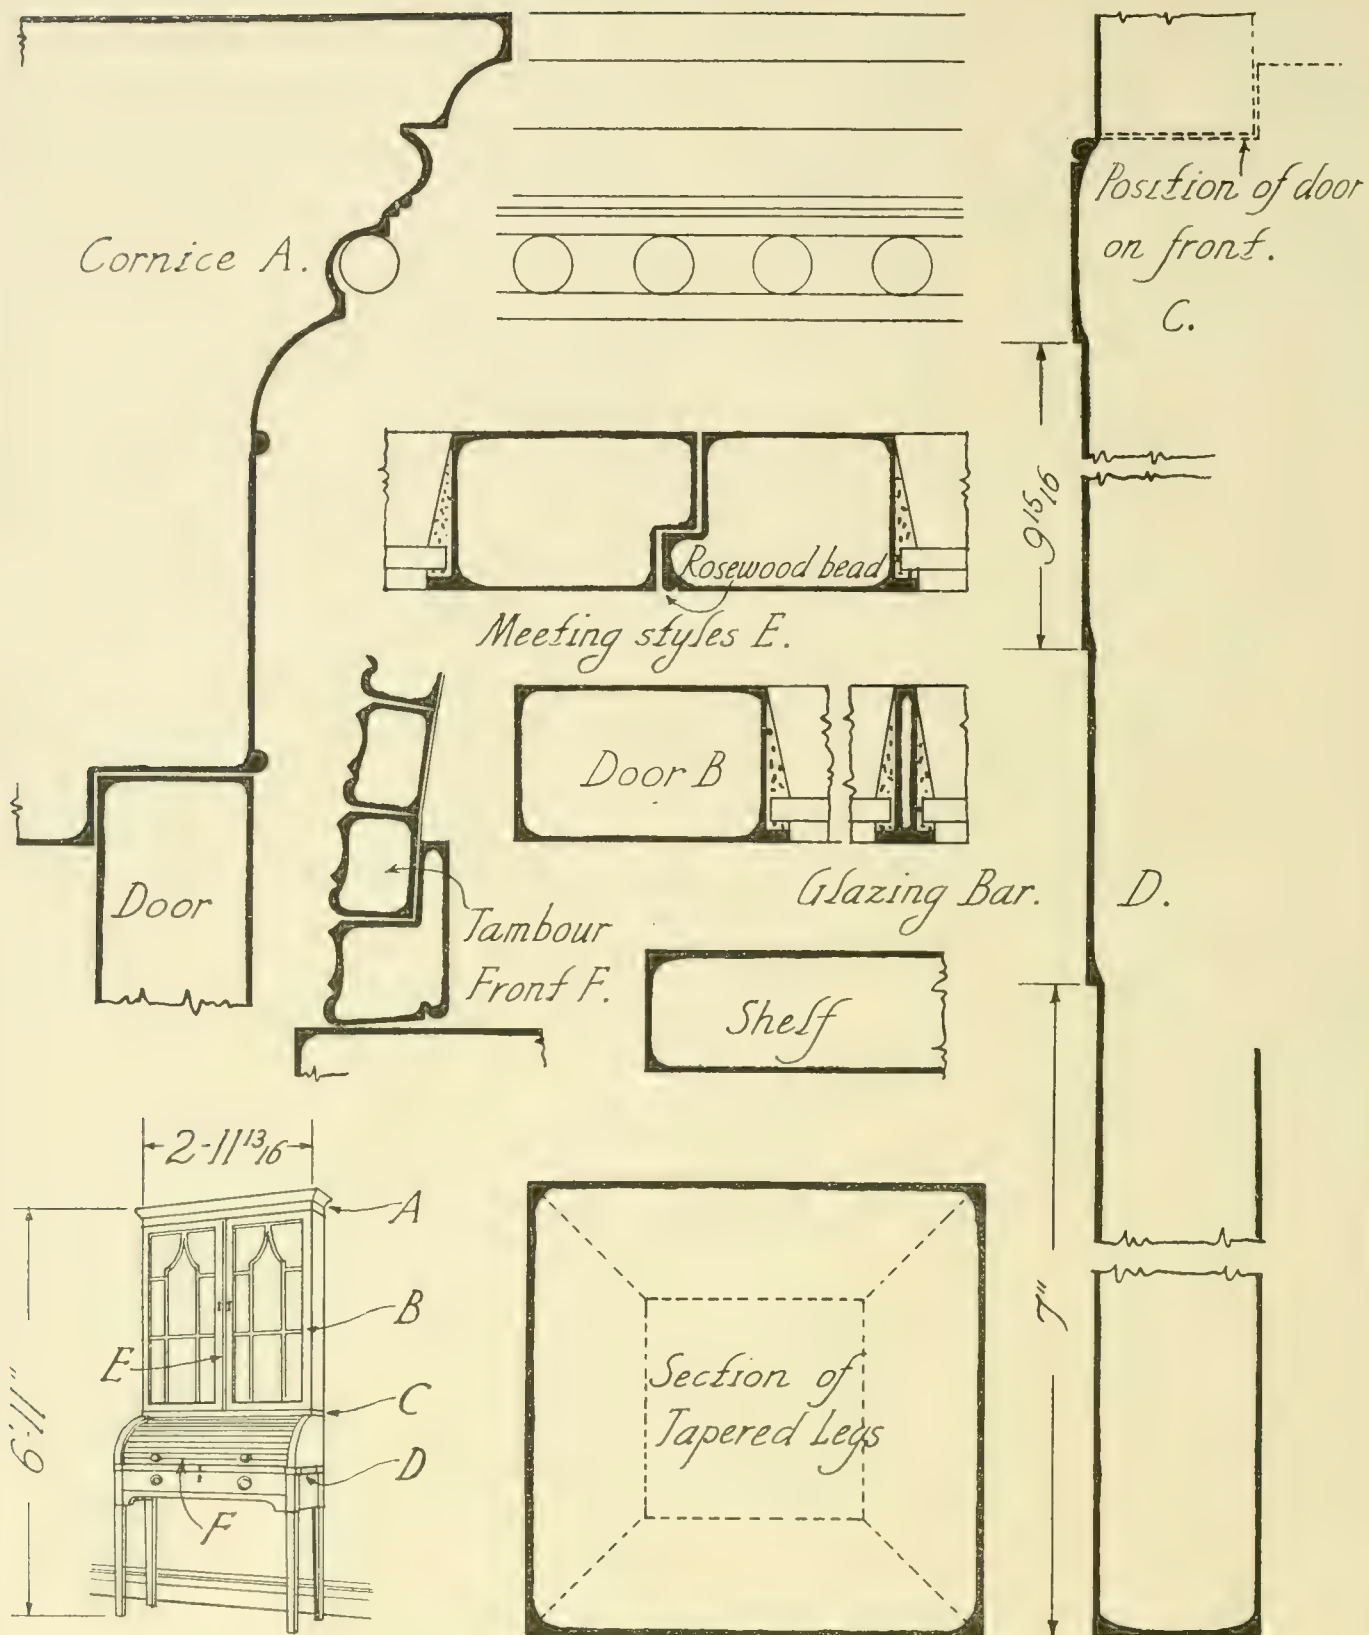 Cornice A.
Position of door
on front.
C.
9 15/16
Rosewood bead
Meeting styles E.
Door B
Glazing Bar.
D.
Door
Tambour
Front F.
Shelf
2-11 13/16
A
B
E
C
D
F
6'-11"
Section of
Tapered Legs
7"